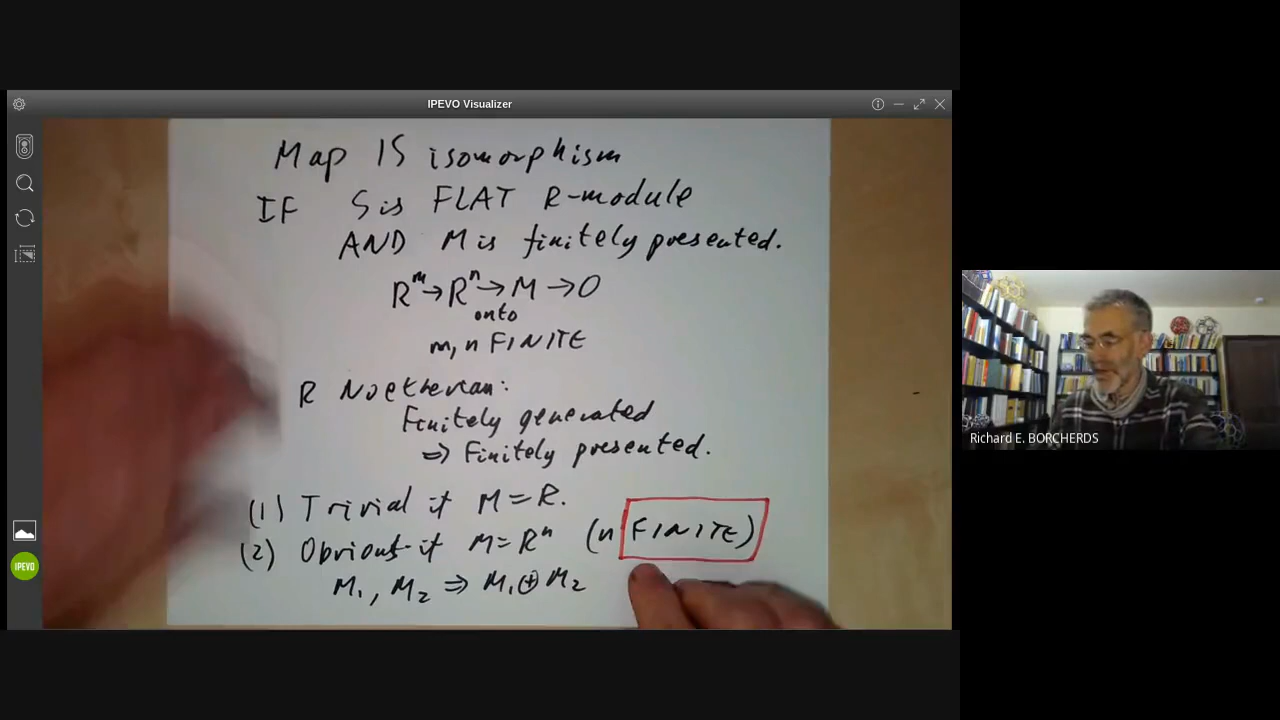 IPEVO Visualizer
Map IS isomorphism
IF S is FLAT R-module
AND M is finitely presented.
R^m → R^n → M → 0
onto
m, n FINITE
R Noetherian:
Finitely generated
⇒ Finitely presented.
(1) Trivial if M = R.
(2) Obvious if M = R^n (n FINITE)
M₁, M₂ ⇒ M₁ ⊕ M₂
IPEVO
Richard E. BORCHERDS